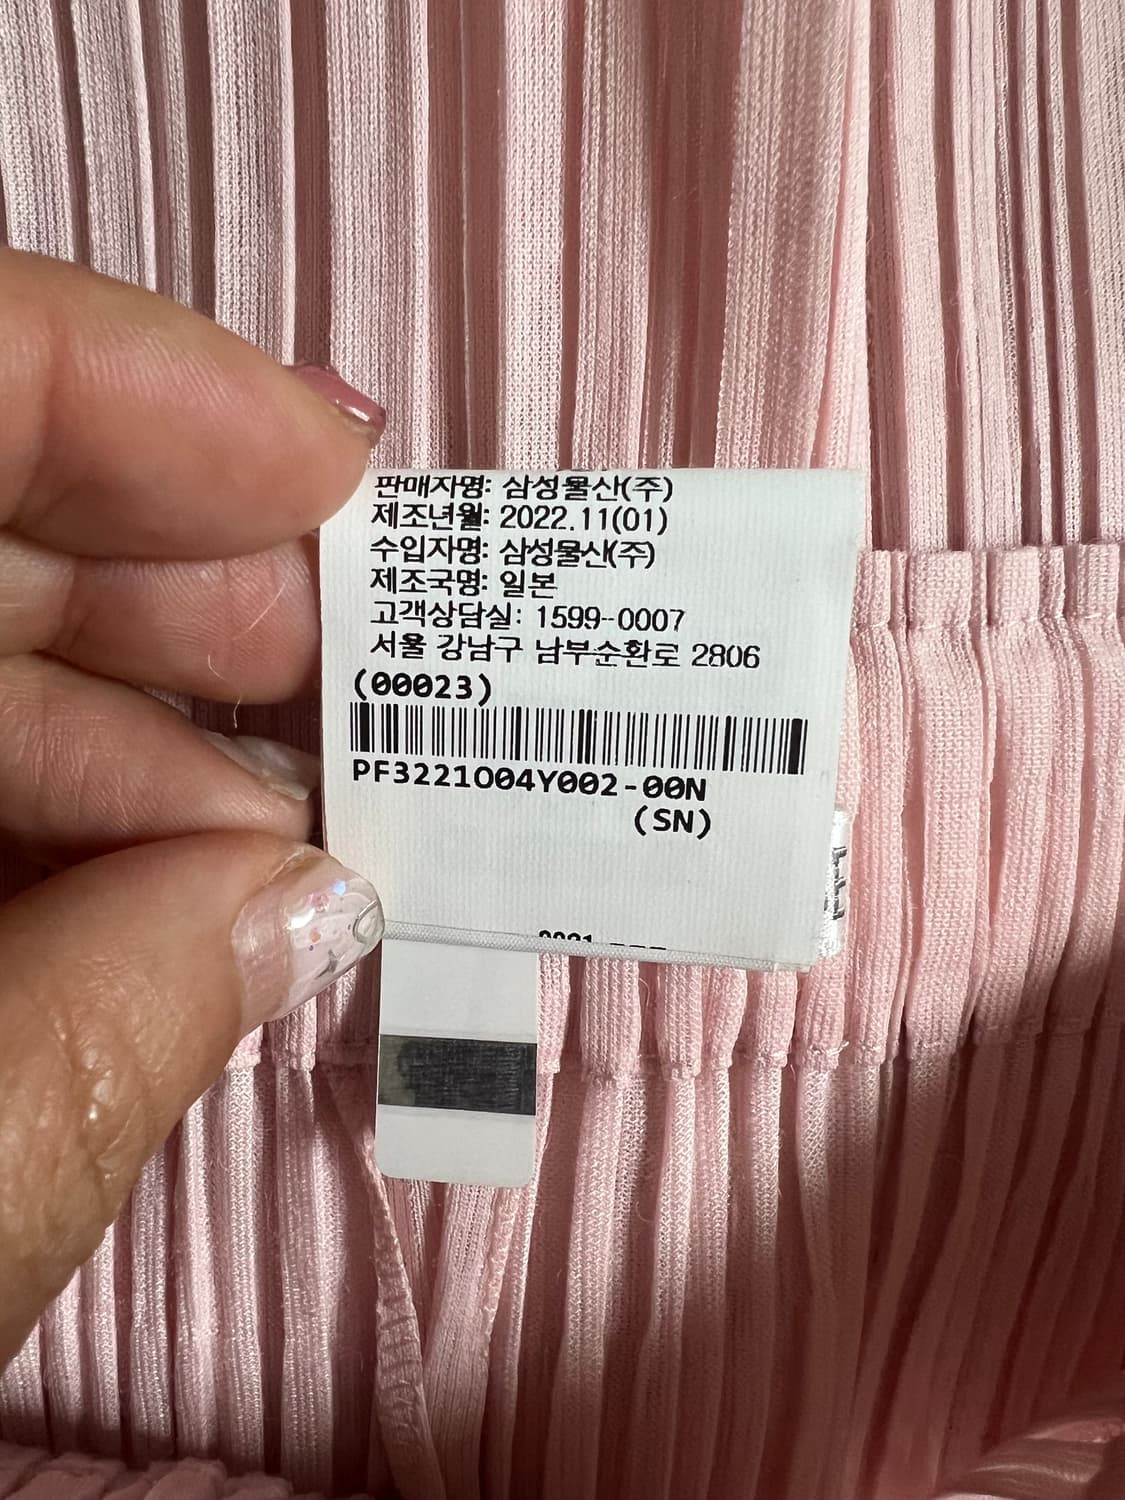 판매자명: 삼성물산(주)
제조년월: 2022.11(01)
수입자명: 삼성물산(주)
제조국명: 일본
고객상담실: 1599-0007
서울 강남구 남부순환로 2806
(00023)
PF3221O04Y002-00N
(SN)